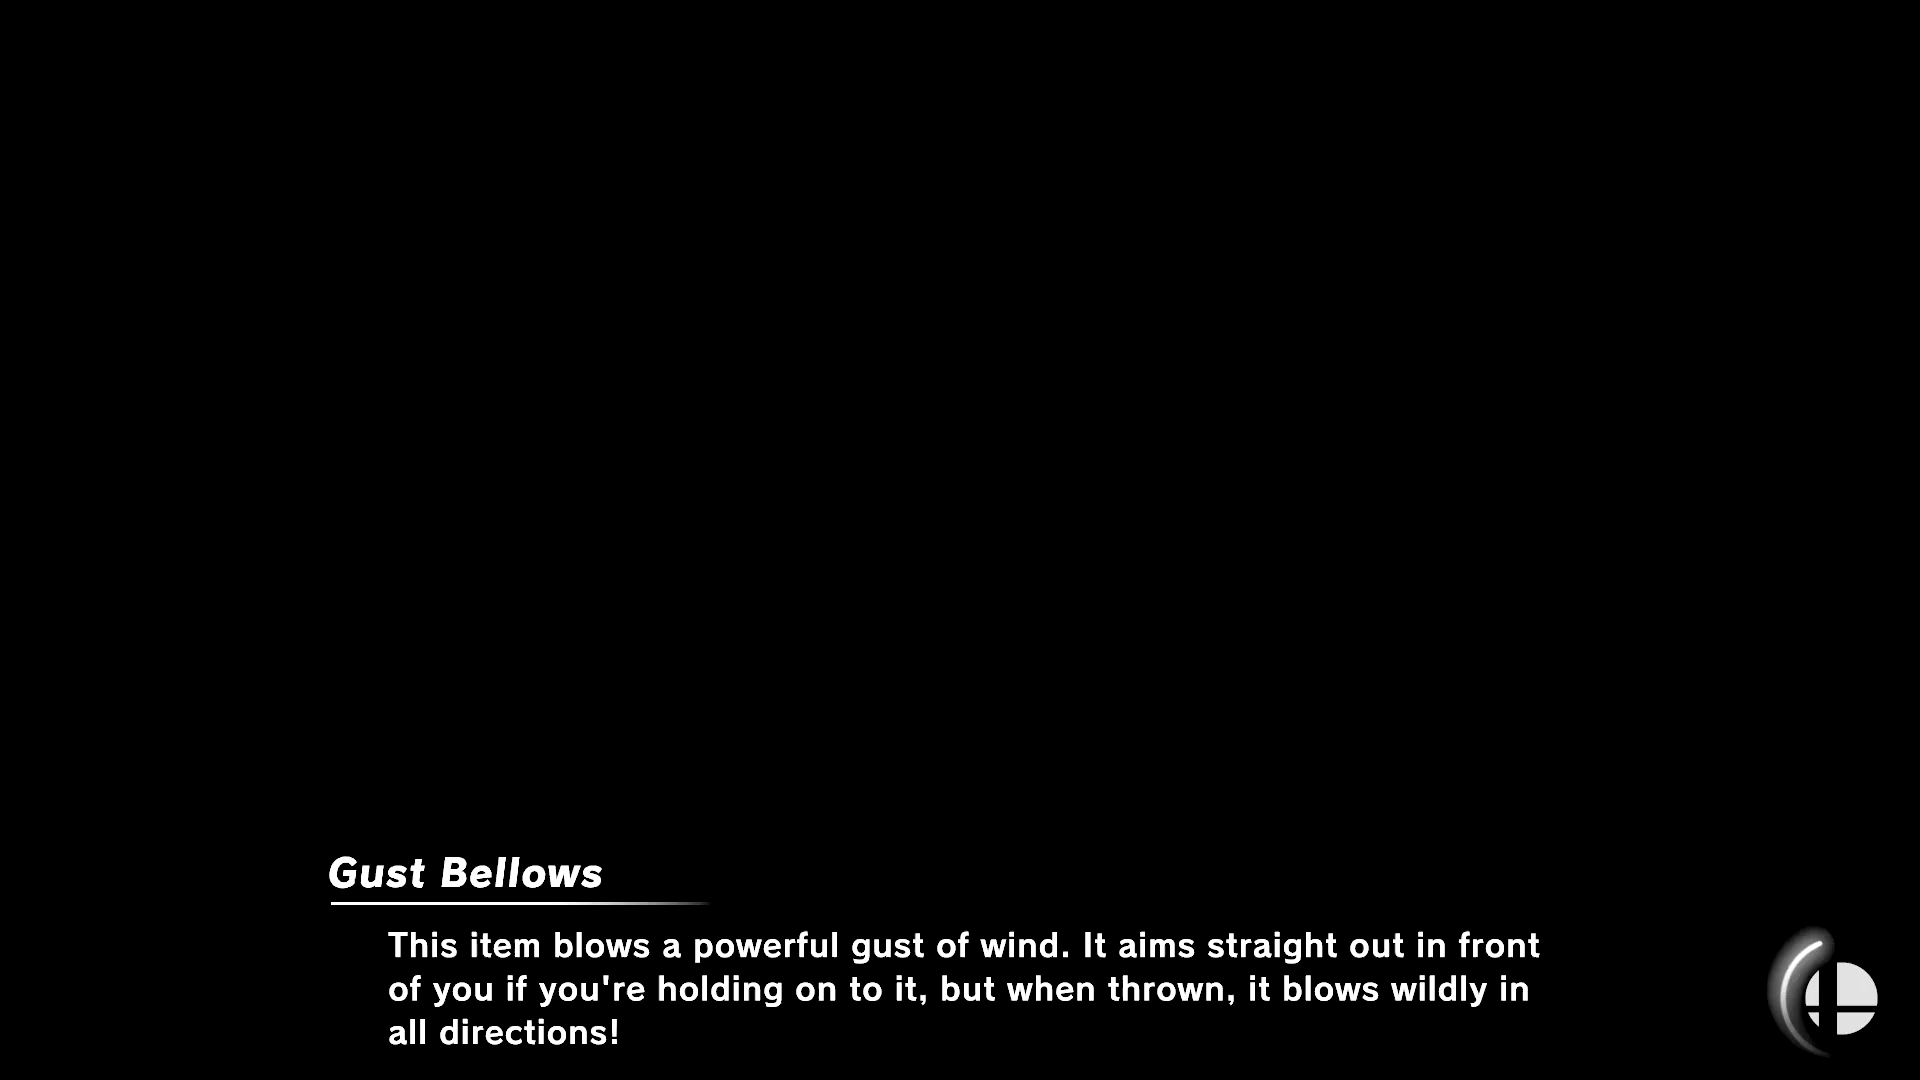 Gust Bellows
This item blows a powerful gust of wind. It aims straight out in front
of you if you're holding on to it, but when thrown, it blows wildly in
all directions!